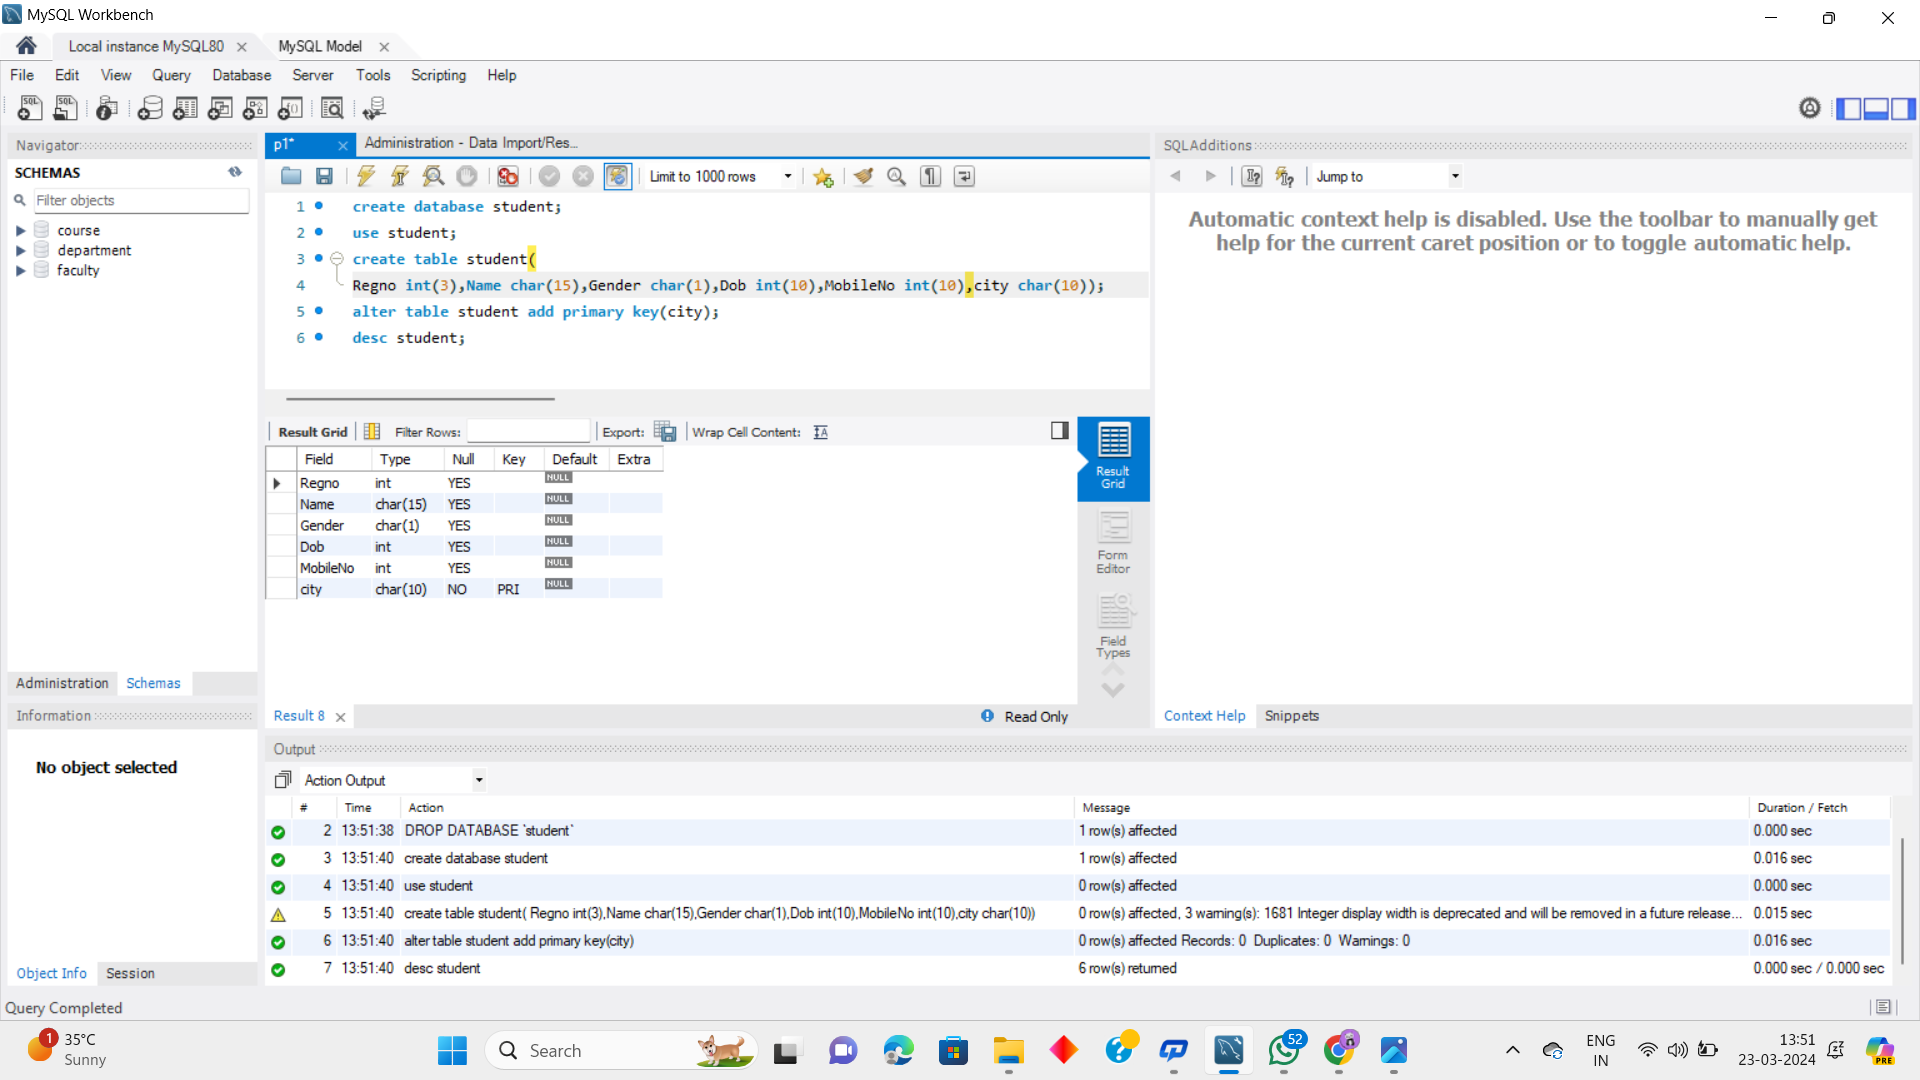 MySQL Workbench
Local instance MySQL80
MySQL Model
File Edit View Query Database Server Tools Scripting Help
Navigator
SCHEMAS
Filter objects
course
department
faculty
Administration Schemas
Information
No object selected
Object Info Session
Query Completed
p1*
Administration - Data Import/Res...
Limit to 1000 rows
1 create database student;
2 use student;
3 create table student(
4 Regno int(3),Name char(15),Gender char(1),Dob int(10),MobileNo int(10),city char(10));
5 alter table student add primary key(city);
6 desc student;
Result Grid Filter Rows: Export: Wrap Cell Content:
Field Type Null Key Default Extra
Regno int YES NULL
Name char(15) YES NULL
Gender char(1) YES NULL
Dob int YES NULL
MobileNo int YES NULL
city char(10) NO PRI NULL
Result
Grid
Form
Editor
Field
Types
Result 8
Read Only
SQLAdditions
Jump to
Automatic context help is disabled. Use the toolbar to manually get
help for the current caret position or to toggle automatic help.
Context Help Snippets
Output
Action Output
# Time Action Message Duration / Fetch
2 13:51:38 DROP DATABASE `student` 1 row(s) affected 0.000 sec
3 13:51:40 create database student 1 row(s) affected 0.016 sec
4 13:51:40 use student 0 row(s) affected 0.000 sec
5 13:51:40 create table student( Regno int(3),Name char(15),Gender char(1),Dob int(10),MobileNo int(10),city char(10)) 0 row(s) affected, 3 warning(s): 1681 Integer display width is deprecated and will be removed in a future release... 0.015 sec
6 13:51:40 alter table student add primary key(city) 0 row(s) affected Records: 0 Duplicates: 0 Warnings: 0 0.016 sec
7 13:51:40 desc student 6 row(s) returned 0.000 sec / 0.000 sec
1
35°C
Sunny
Search
52
ENG
IN
13:51
23-03-2024
PRE